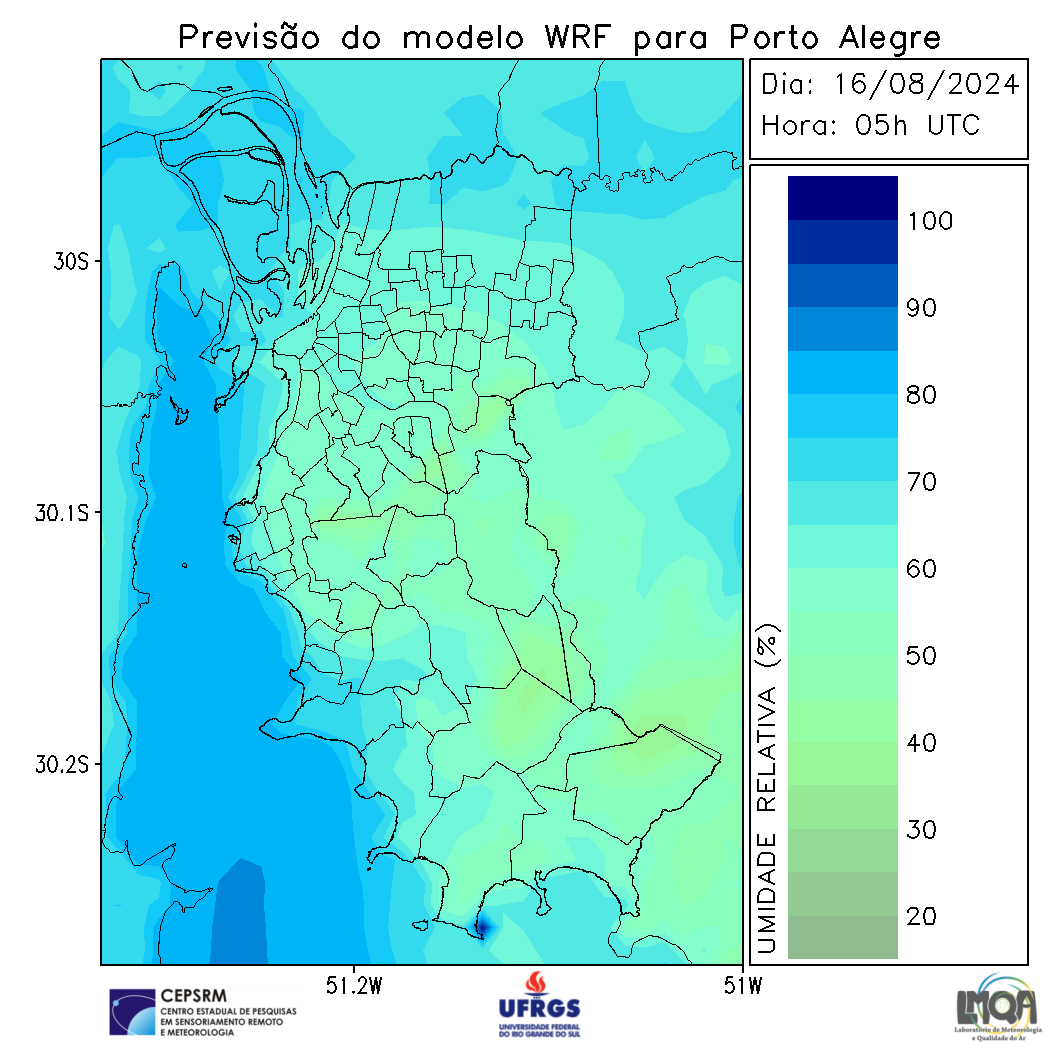 Previsão do modelo WRF para Porto Alegre
Dia: 16/08/2024
Hora: 05h UTC
30S
30.1S
30.2S
51.2W
51W
100
90
80
70
60
50
40
30
20
UMIDADE RELATIVA (%)
CEPSRM
CENTRO ESTADUAL DE PESQUISAS
EM SENSORIAMENTO REMOTO
E METEOROLOGIA
UFRGS
UNIVERSIDADE FEDERAL
DO RIO GRANDE DO SUL
LMQA
Laboratório de Meteorologia
e Qualidade do Ar